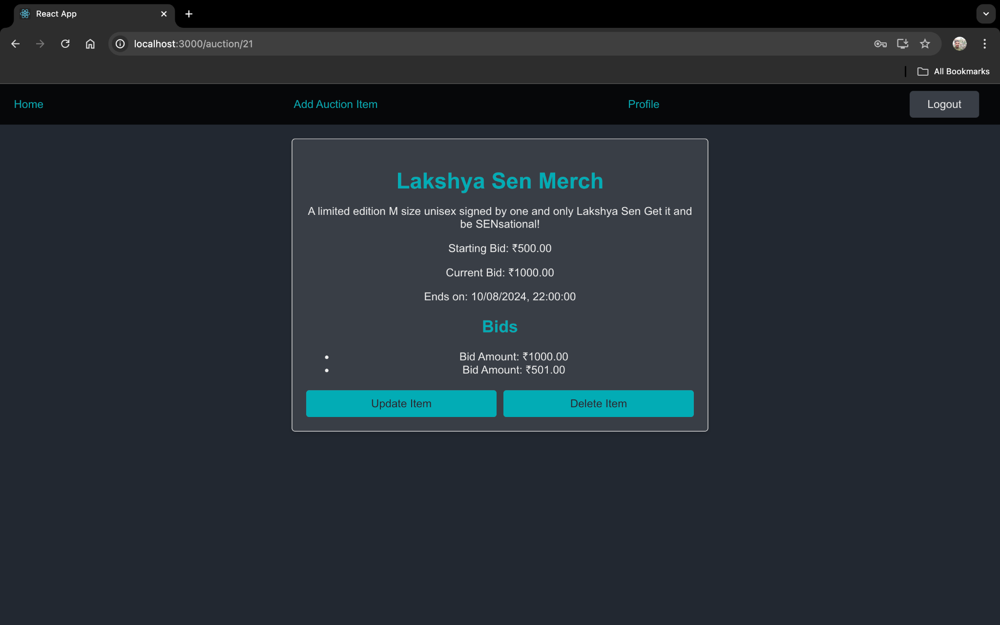 React App
localhost:3000/auction/21
All Bookmarks
Home
Add Auction Item
Profile
Logout
Lakshya Sen Merch
A limited edition M size unisex signed by one and only Lakshya Sen Get it and
be SENsational!
Starting Bid: ₹500.00
Current Bid: ₹1000.00
Ends on: 10/08/2024, 22:00:00
Bids
Bid Amount: ₹1000.00
Bid Amount: ₹501.00
Update Item
Delete Item